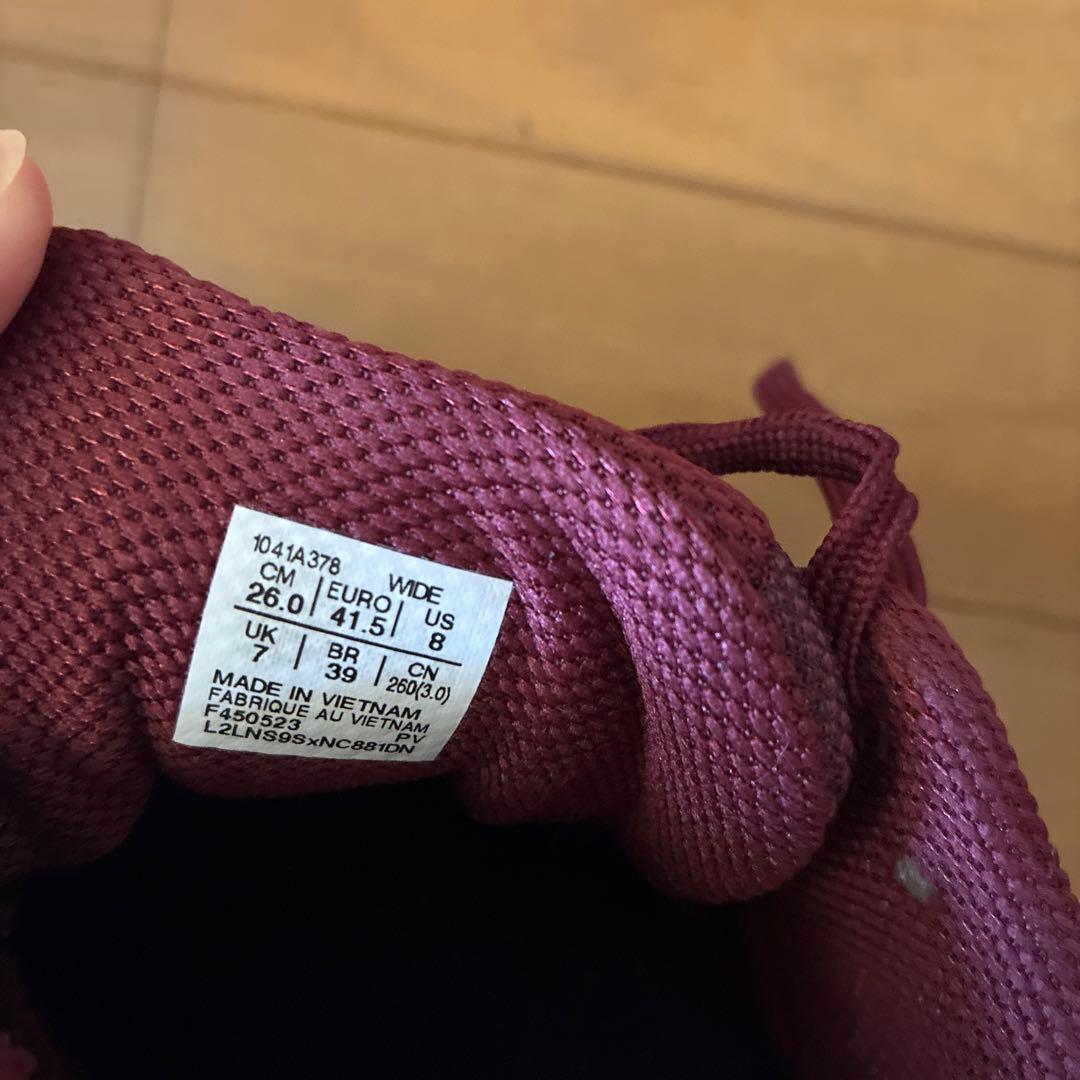 1041A378 WIDE
CM | EURO | US
26.0 | 41.5 | 8
UK | BR | CN
7 | 39 | 260(3.0)
MADE IN VIETNAM
FABRIQUE AU VIETNAM
F450523 PV
L2LNS9SxNC881DN